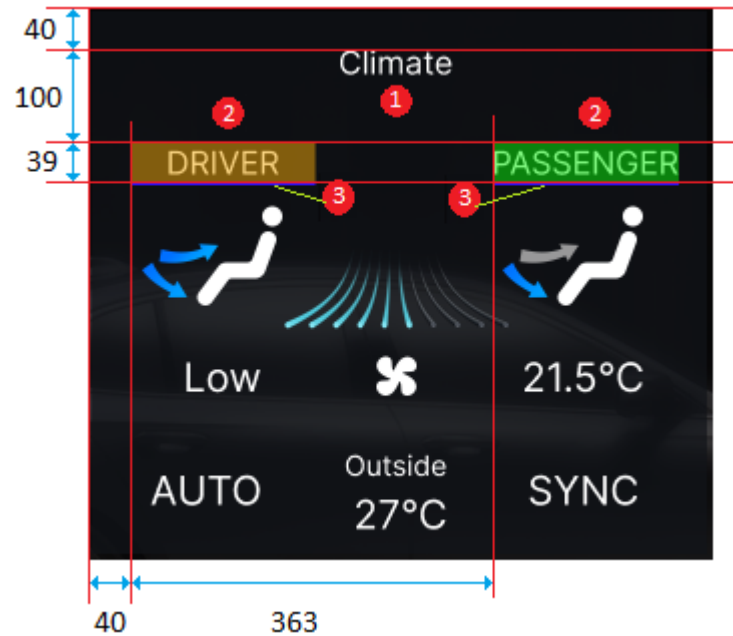 40
Climate
100
2
1
2
39
DRIVER
PASSENGER
3
3
Low
21.5°C
AUTO
Outside
27°C
SYNC
40
363